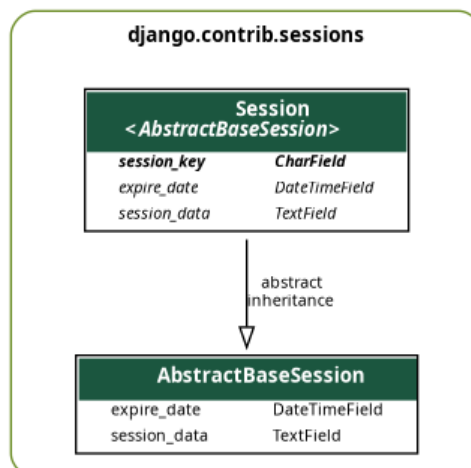 django.contrib.sessions
Session
<AbstractBaseSession>
session_key CharField
expire_date DateTimeField
session_data TextField
abstract
inheritance
AbstractBaseSession
expire_date DateTimeField
session_data TextField